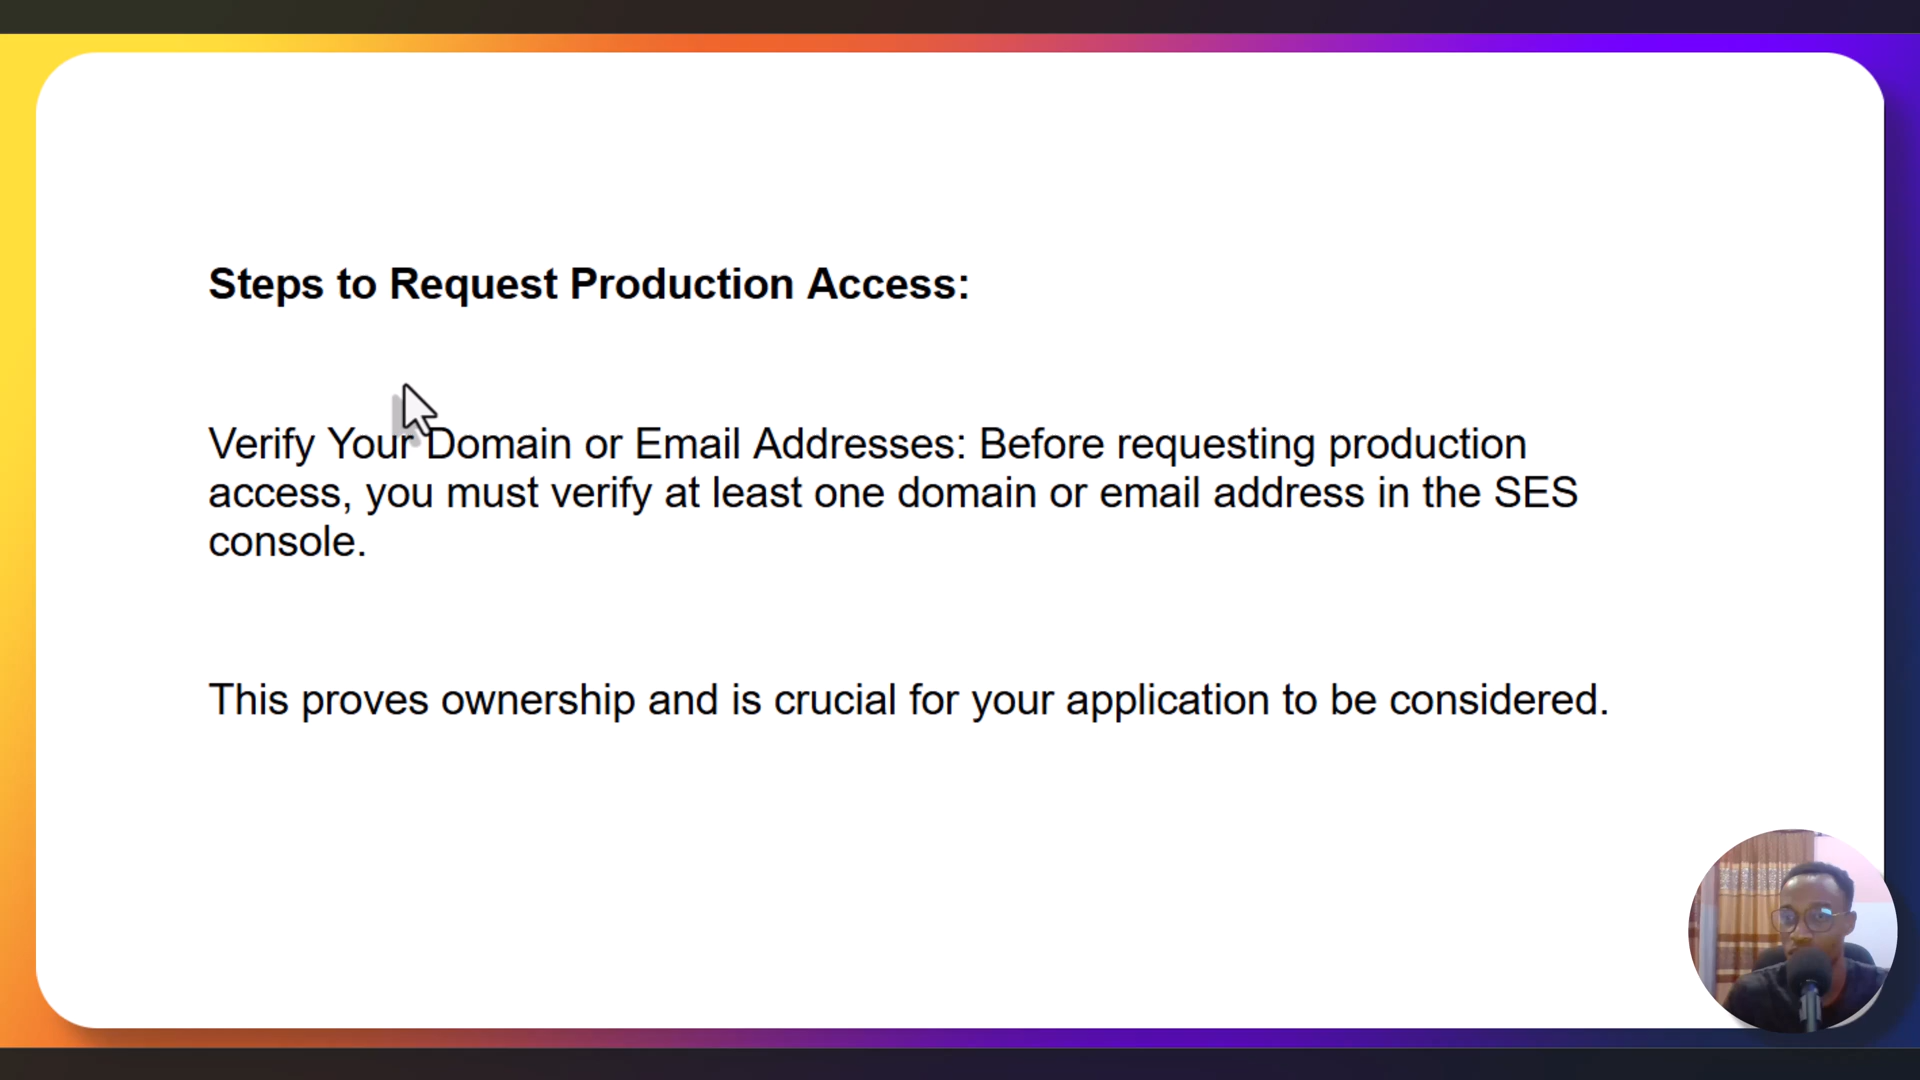 Steps to Request Production Access:
Verify Your Domain or Email Addresses: Before requesting production
access, you must verify at least one domain or email address in the SES
console.
This proves ownership and is crucial for your application to be considered.